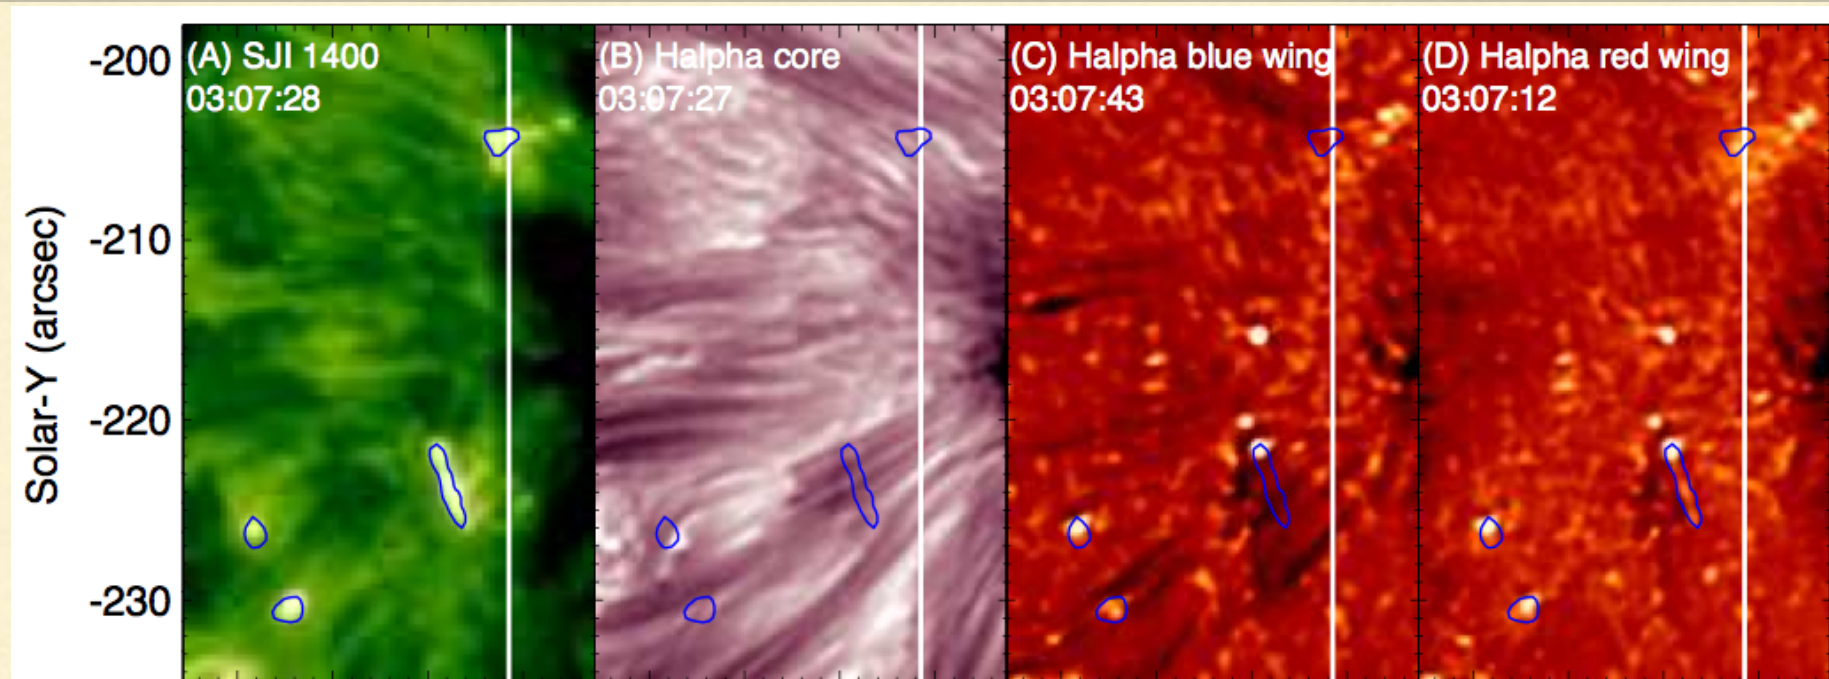 (A) SJI 1400
03:07:28
(B) Halpha core
03:07:27
(C) Halpha blue wing
03:07:43
(D) Halpha red wing
03:07:12
Solar-Y (arcsec)
-200
-210
-220
-230